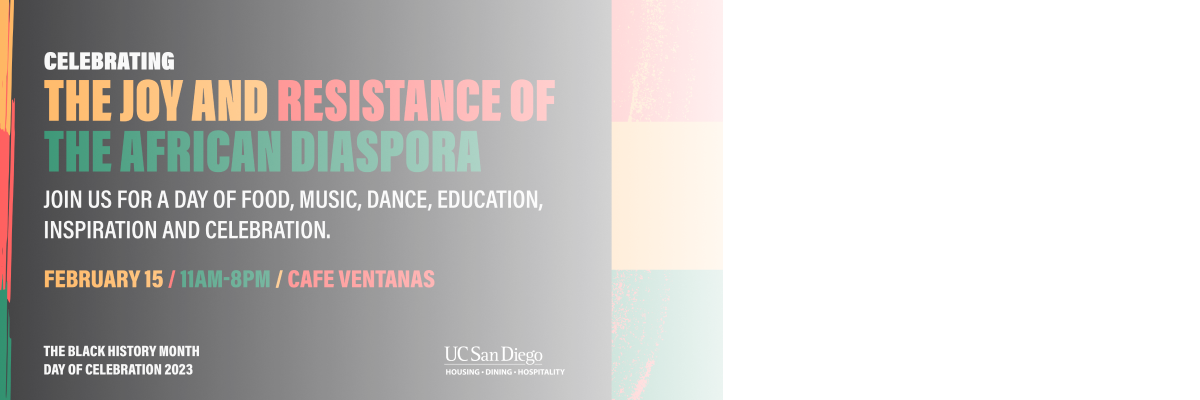 CELEBRATING
THE JOY AND RESISTANCE OF
THE AFRICAN DIASPORA
JOIN US FOR A DAY OF FOOD, MUSIC, DANCE, EDUCATION,
INSPIRATION AND CELEBRATION.
FEBRUARY 15 / 11AM-8PM / CAFE VENTANAS
THE BLACK HISTORY MONTH
DAY OF CELEBRATION 2023
UC San Diego
HOUSING • DINING • HOSPITALITY